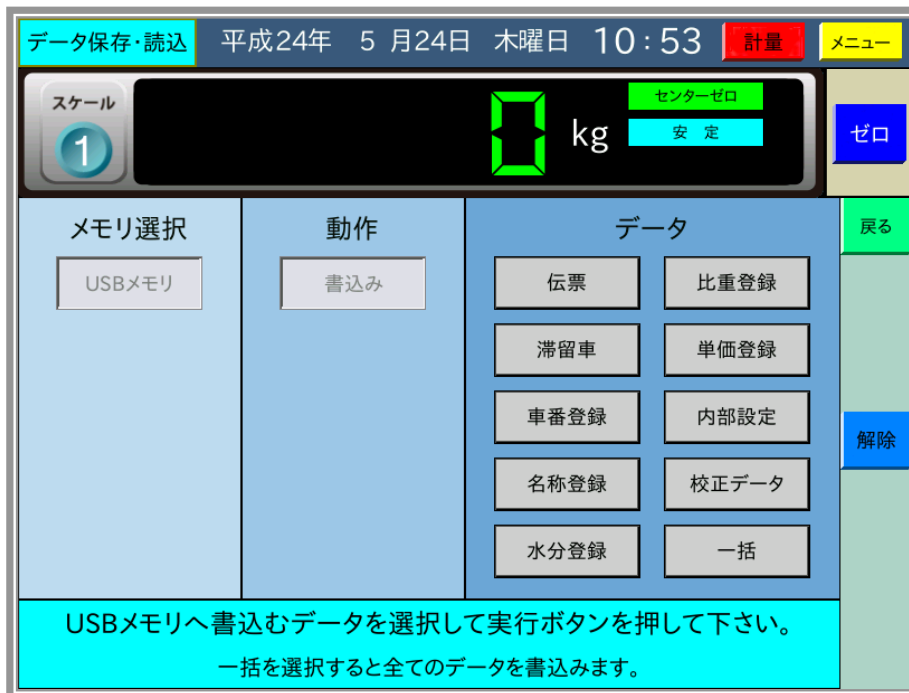 データ保存・読込 平成24年 5月24日 木曜日 10:53 計量 メニュー
スケール
1
0 kg
センターゼロ
安定
ゼロ
メモリ選択
USBメモリ
動作
書込み
データ
伝票 比重登録
滞留車 単価登録
車番登録 内部設定
名称登録 校正データ
水分登録 一括
戻る
解除
USBメモリへ書込むデータを選択して実行ボタンを押して下さい。
一括を選択すると全てのデータを書込みます。